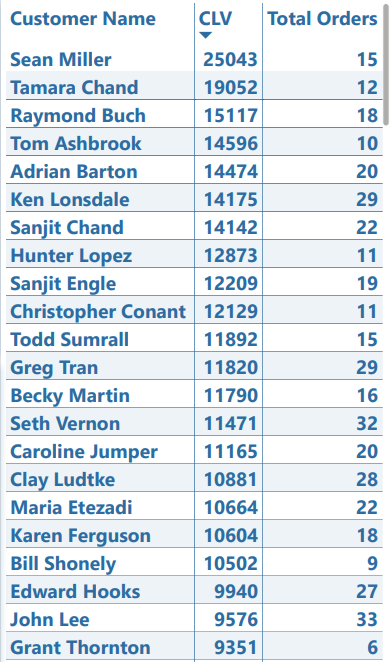 Customer Name CLV Total Orders
Sean Miller 25043 15
Tamara Chand 19052 12
Raymond Buch 15117 18
Tom Ashbrook 14596 10
Adrian Barton 14474 20
Ken Lonsdale 14175 29
Sanjit Chand 14142 22
Hunter Lopez 12873 11
Sanjit Engle 12209 19
Christopher Conant 12129 11
Todd Sumrall 11892 15
Greg Tran 11820 29
Becky Martin 11790 16
Seth Vernon 11471 32
Caroline Jumper 11165 20
Clay Ludtke 10881 28
Maria Etezadi 10664 22
Karen Ferguson 10604 18
Bill Shonely 10502 9
Edward Hooks 9940 27
John Lee 9576 33
Grant Thornton 9351 6